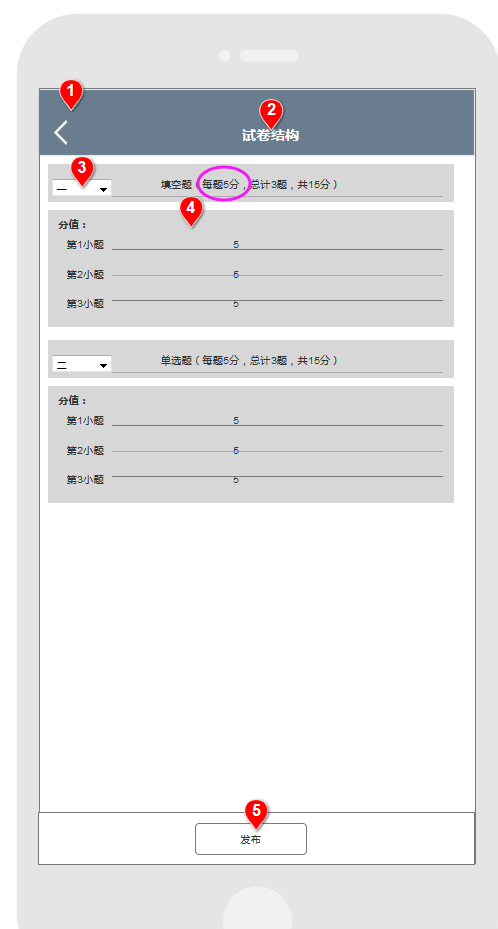 1
2
试卷结构
3
一
填空题（每题5分，总计3题，共15分）
4
分值：
第1小题 5
第2小题 5
第3小题 5
二
单选题（每题5分，总计3题，共15分）
分值：
第1小题 5
第2小题 5
第3小题 5
5
发布